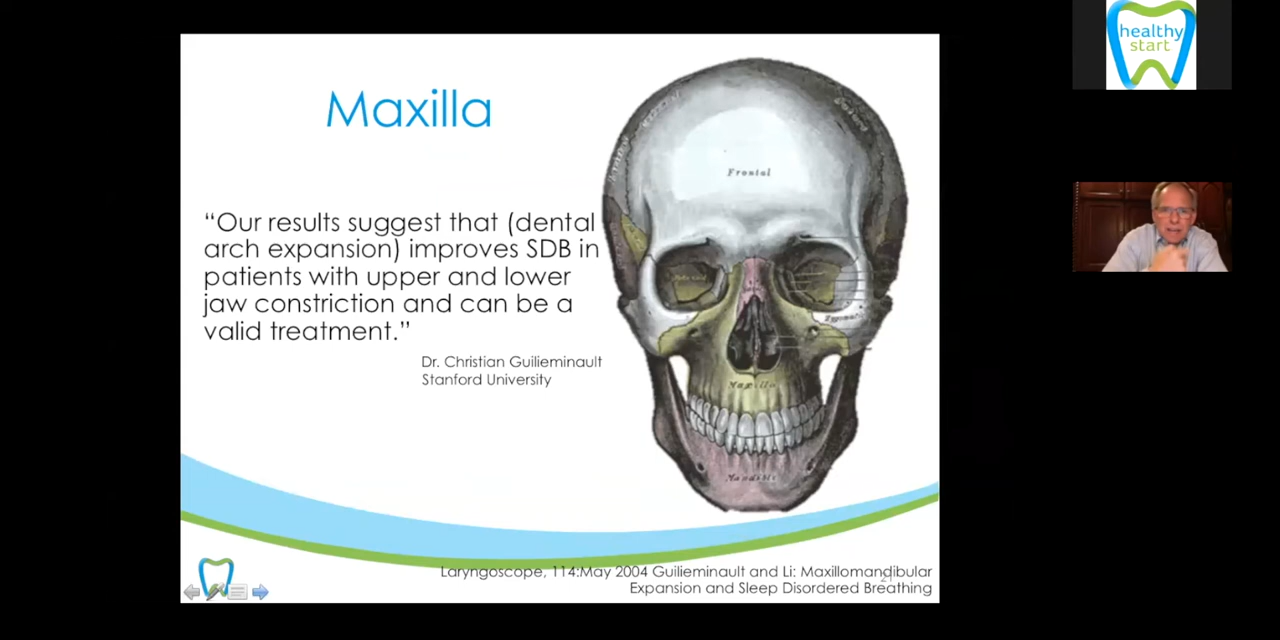 Maxilla
“Our results suggest that (dental
arch expansion) improves SDB in
patients with upper and lower
jaw constriction and can be a
valid treatment.”
Dr. Christian Guilieminault
Stanford University
Frontal
Maxilla
Mandible
Laryngoscope, 114:May 2004 Guilieminault and Li: Maxillomandibular
Expansion and Sleep Disordered Breathing
21
healthy
start